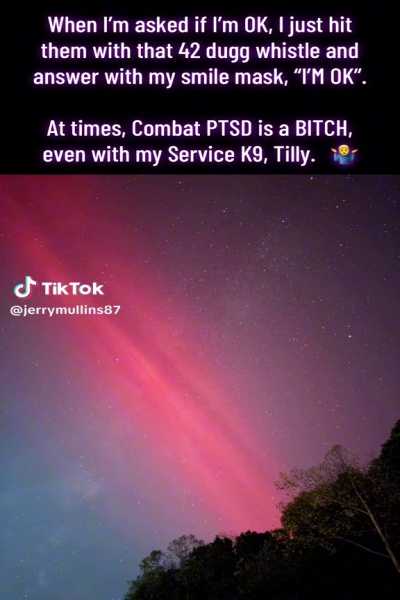 When I’m asked if I’m OK, I just hit
them with that 42 dugg whistle and
answer with my smile mask, “I’M OK”.
At times, Combat PTSD is a BITCH,
even with my Service K9, Tilly. 🤷‍♂️
TikTok
@jerrymullins87